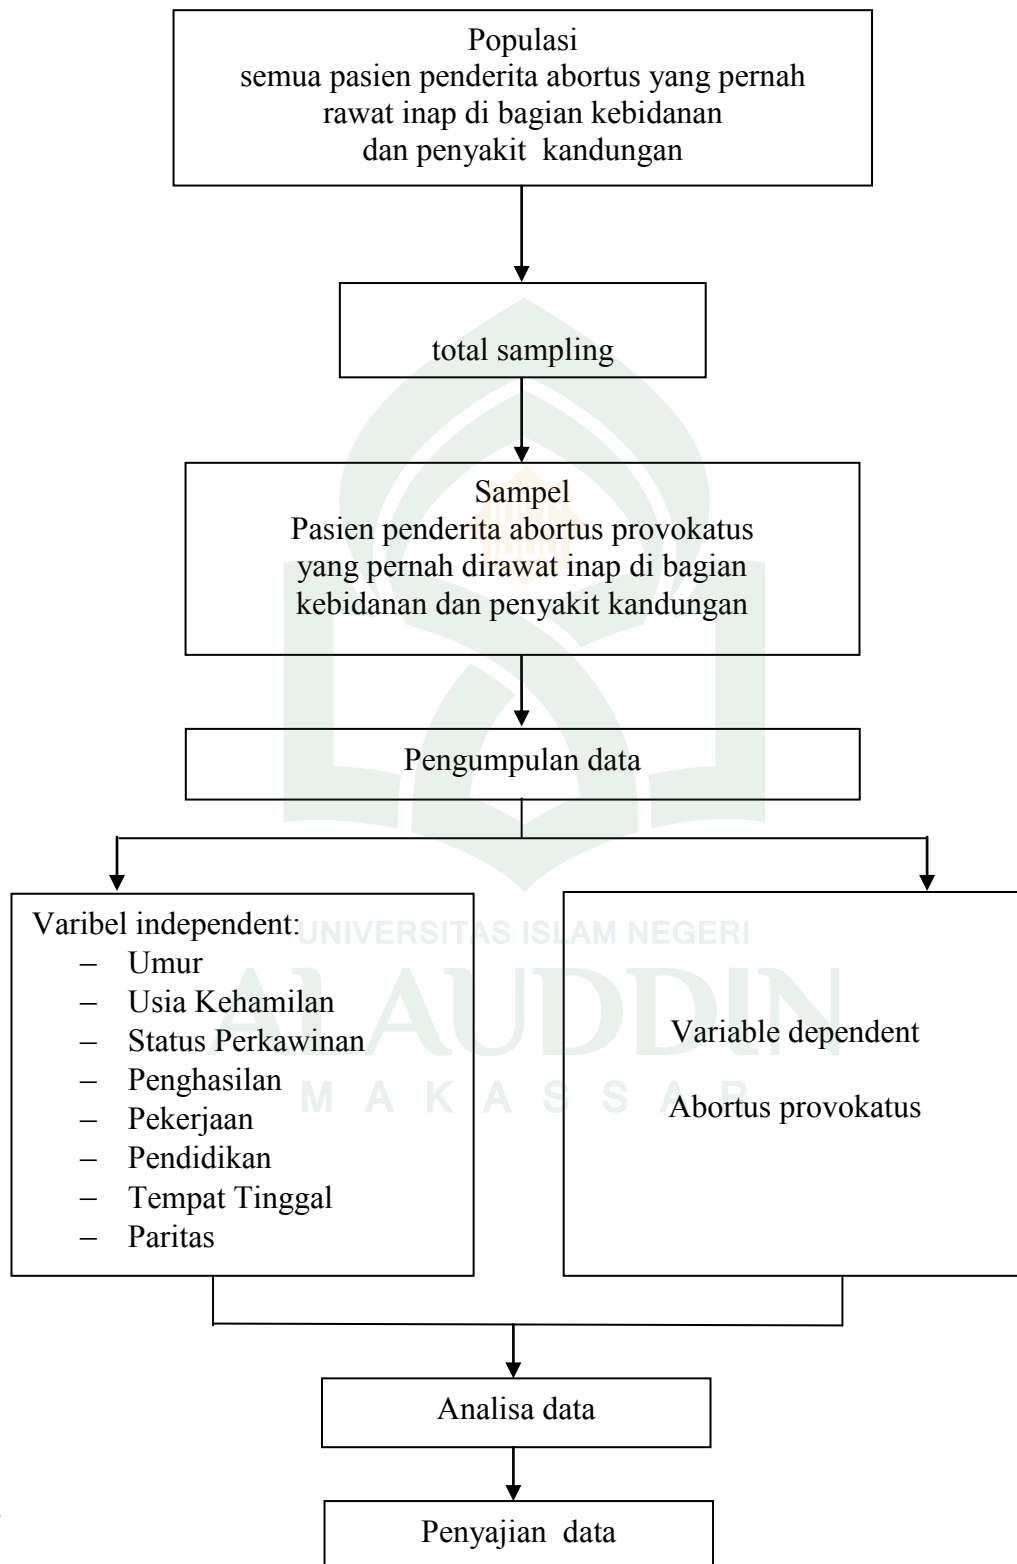 Populasi
semua pasien penderita abortus yang pernah
rawat inap di bagian kebidanan
dan penyakit kandungan
total sampling
Sampel
Pasien penderita abortus provokatus
yang pernah dirawat inap di bagian
kebidanan dan penyakit kandungan
Pengumpulan data
Varibel independent:
– Umur
– Usia Kehamilan
– Status Perkawinan
– Penghasilan
– Pekerjaan
– Pendidikan
– Tempat Tinggal
– Paritas
Variable dependent
Abortus provokatus
UNIVERSITAS ISLAM NEGERI
ALAUDDIN
MAKASSAR
Analisa data
Penyajian data